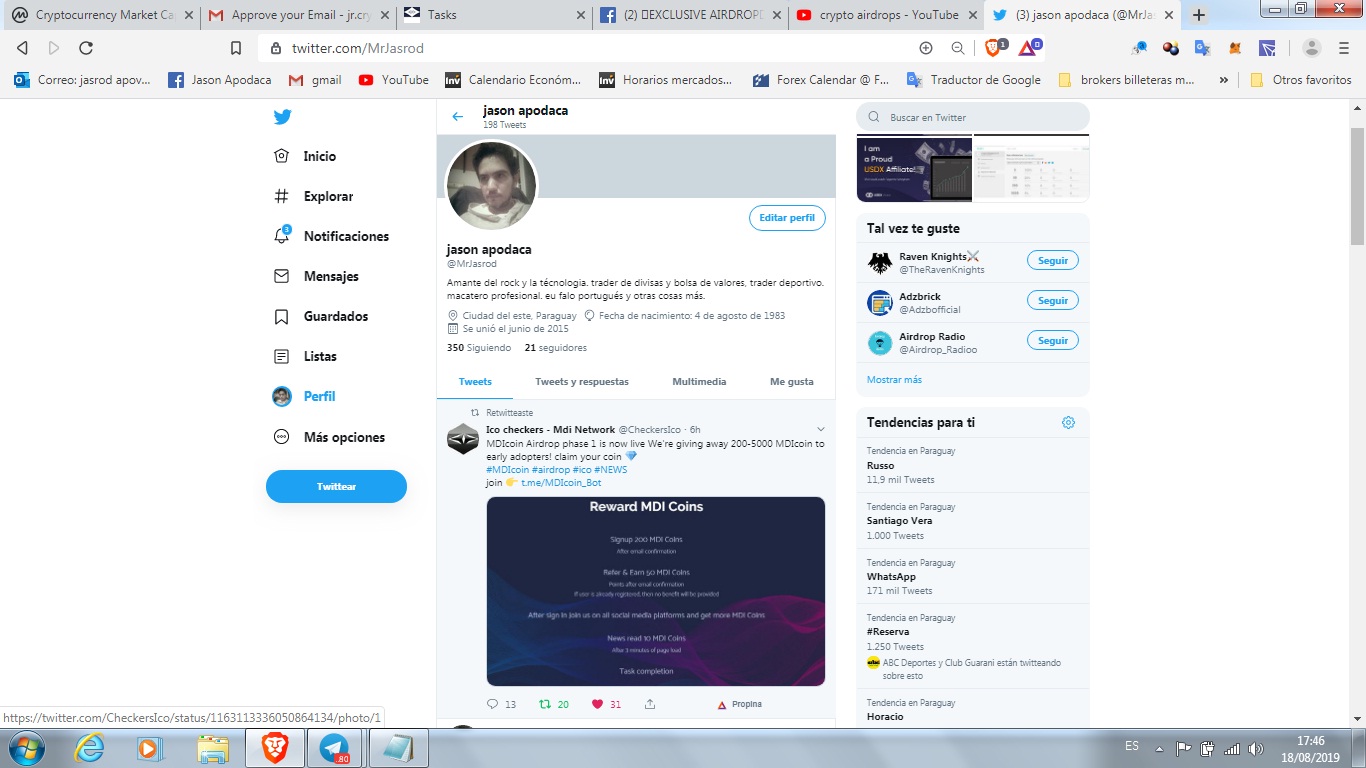 Cryptocurrency Market Ca
Approve your Email - jr.cry
Tasks
(2) EXCLUSIVE AIRDROP
crypto airdrops - YouTube
(3) jason apodaca (@MrJas
twitter.com/MrJasrod
1
Correo: jasrod apov...
Jason Apodaca
gmail
YouTube
Calendario Económ...
Horarios mercados...
Forex Calendar @ F...
Traductor de Google
brokers billeteras m...
»
Otros favoritos
jason apodaca
198 Tweets
Buscar en Twitter
Inicio
Explorar
3
Notificaciones
Mensajes
Guardados
Listas
Perfil
Más opciones
Twittear
Editar perfil
jason apodaca
@MrJasrod
Amante del rock y la técnologia. trader de divisas y bolsa de valores, trader deportivo.
macatero profesional. eu falo portugués y otras cosas más.
Ciudad del este, Paraguay Fecha de nacimiento: 4 de agosto de 1983
Se unió el junio de 2015
350 Siguiendo 21 seguidores
Tweets Tweets y respuestas Multimedia Me gusta
Retwitteaste
Ico checkers - Mdi Network @CheckersIco · 6h
MDIcoin Airdrop phase 1 is now live We're giving away 200-5000 MDIcoin to
early adopters! claim your coin 💎
#MDIcoin #airdrop #ico #NEWS
join 👉 t.me/MDIcoin_Bot
Reward MDI Coins
Signup 200 MDI Coins
After email confirmation
Refer & Earn 50 MDI Coins
Points after email confirmation
If user is already registered, then no benefit will be provided
After sign in join us on all social media platforms and get more MDI Coins
News read 10 MDI Coins
After 3 minutes of page load
Task completion
13 20 31 Propina
I am
a Proud
USDX Affiliate!
Tal vez te guste
Raven Knights⚔
@TheRavenKnights
Seguir
Adzbrick
@Adzbofficial
Seguir
Airdrop Radio
@Airdrop_Radioo
Seguir
Mostrar más
Tendencias para ti
Tendencia en Paraguay
Russo
11,9 mil Tweets
Tendencia en Paraguay
Santiago Vera
1.000 Tweets
Tendencia en Paraguay
WhatsApp
171 mil Tweets
Tendencia en Paraguay
#Reserva
1.250 Tweets
ABC Deportes y Club Guaraní están twitteando
sobre esto
Tendencia en Paraguay
Horacio
https://twitter.com/CheckersIco/status/1163113336050864134/photo/1
80
ES
17:46
18/08/2019